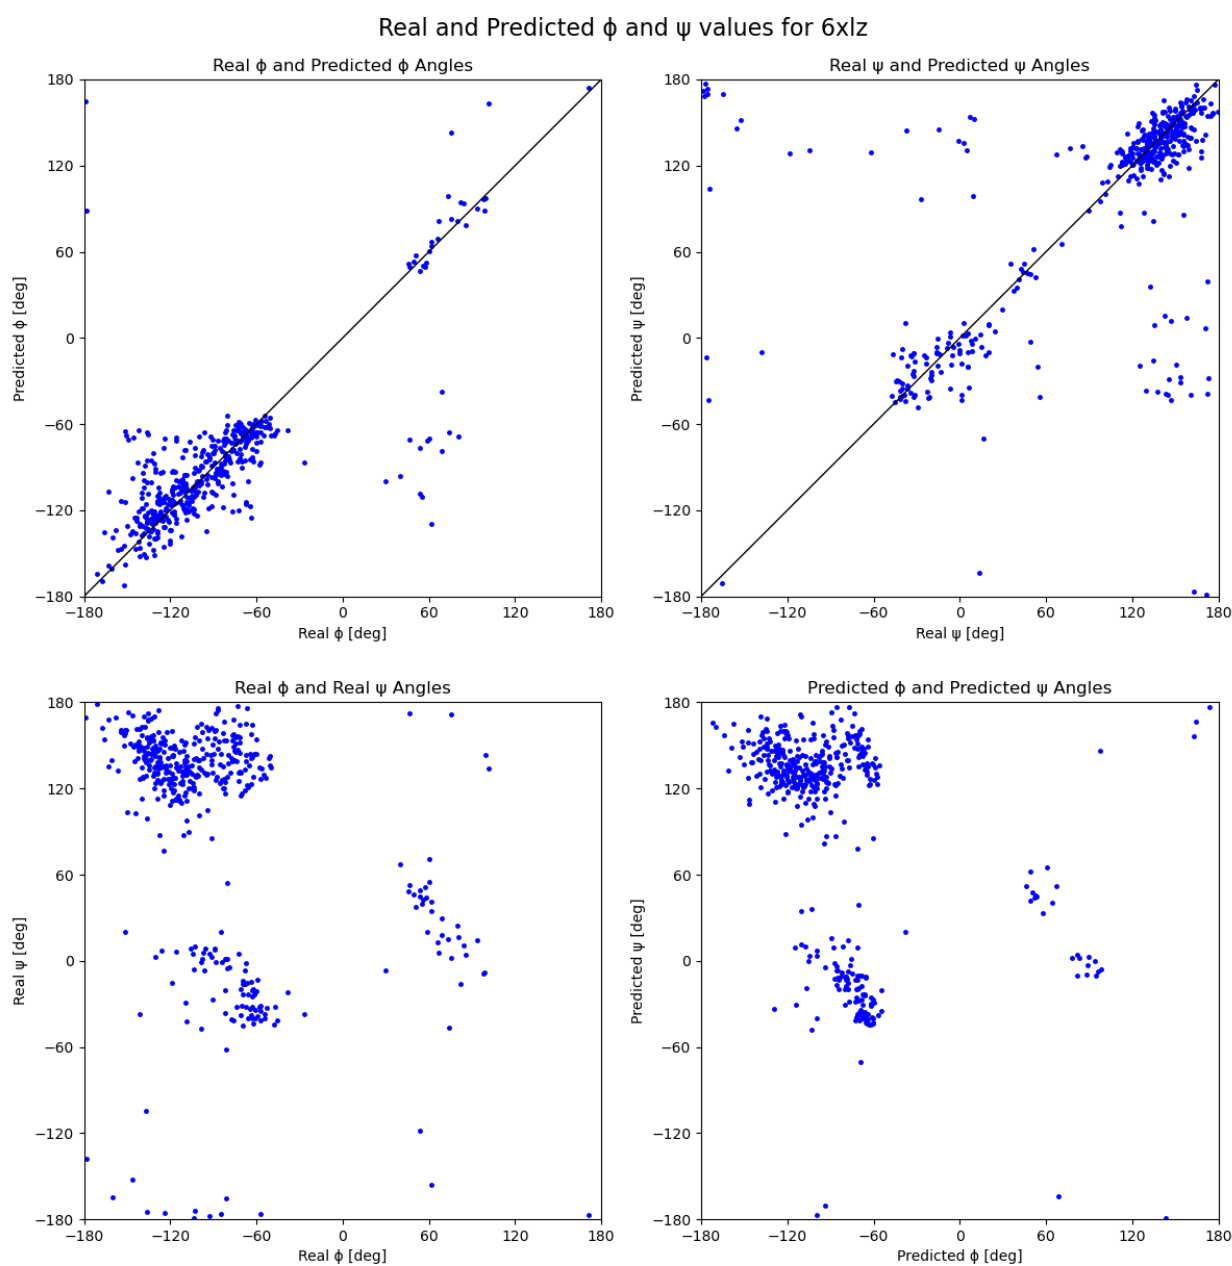 Real and Predicted ϕ and ψ values for 6xlz
Real ϕ and Predicted ϕ Angles
180
120
60
0
−60
−120
−180
Predicted ϕ [deg]
−180 −120 −60 0 60 120 180
Real ϕ [deg]
Real ψ and Predicted ψ Angles
180
120
60
0
−60
−120
−180
Predicted ψ [deg]
−180 −120 −60 0 60 120 180
Real ψ [deg]
Real ϕ and Real ψ Angles
180
120
60
0
−60
−120
−180
Real ψ [deg]
−180 −120 −60 0 60 120 180
Real ϕ [deg]
Predicted ϕ and Predicted ψ Angles
180
120
60
0
−60
−120
−180
Predicted ψ [deg]
−180 −120 −60 0 60 120 180
Predicted ϕ [deg]